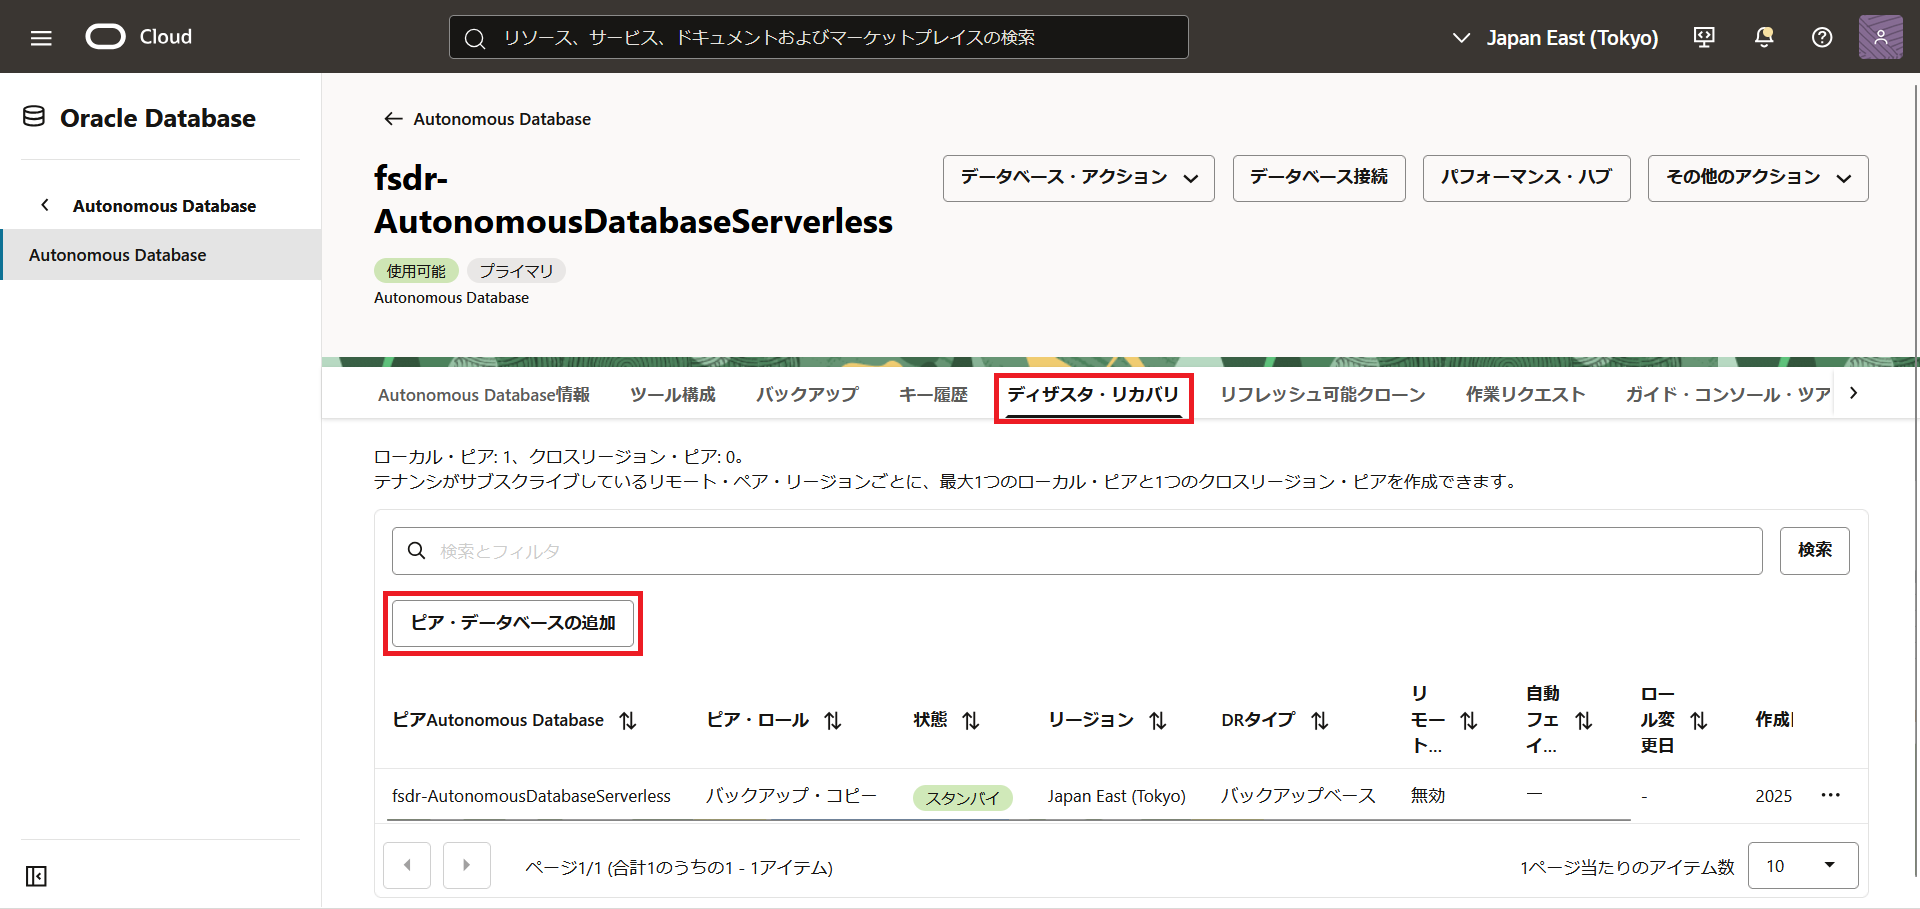 Cloud
リソース、サービス、ドキュメントおよびマーケットプレイスの検索
Japan East (Tokyo)
Oracle Database
Autonomous Database
Autonomous Database
Autonomous Database
fsdr-
AutonomousDatabaseServerless
データベース・アクション
データベース接続
パフォーマンス・ハブ
その他のアクション
使用可能
プライマリ
Autonomous Database
Autonomous Database情報
ツール構成
バックアップ
キー履歴
ディザスタ・リカバリ
リフレッシュ可能クローン
作業リクエスト
ガイド・コンソール・ツア
ローカル・ピア: 1、クロスリージョン・ピア: 0。
テナンシがサブスクライブしているリモート・ペア・リージョンごとに、最大1つのローカル・ピアと1つのクロスリージョン・ピアを作成できます。
検索とフィルタ
検索
ピア・データベースの追加
ピアAutonomous Database
ピア・ロール
状態
リージョン
DRタイプ
リ
モー
ト...
自動
フェ
イ...
ロー
ル変
更日
作成
fsdr-AutonomousDatabaseServerless
バックアップ・コピー
スタンバイ
Japan East (Tokyo)
バックアップベース
無効
—
-
2025
ページ1/1 (合計1のうちの1 - 1アイテム)
1ページ当たりのアイテム数
10